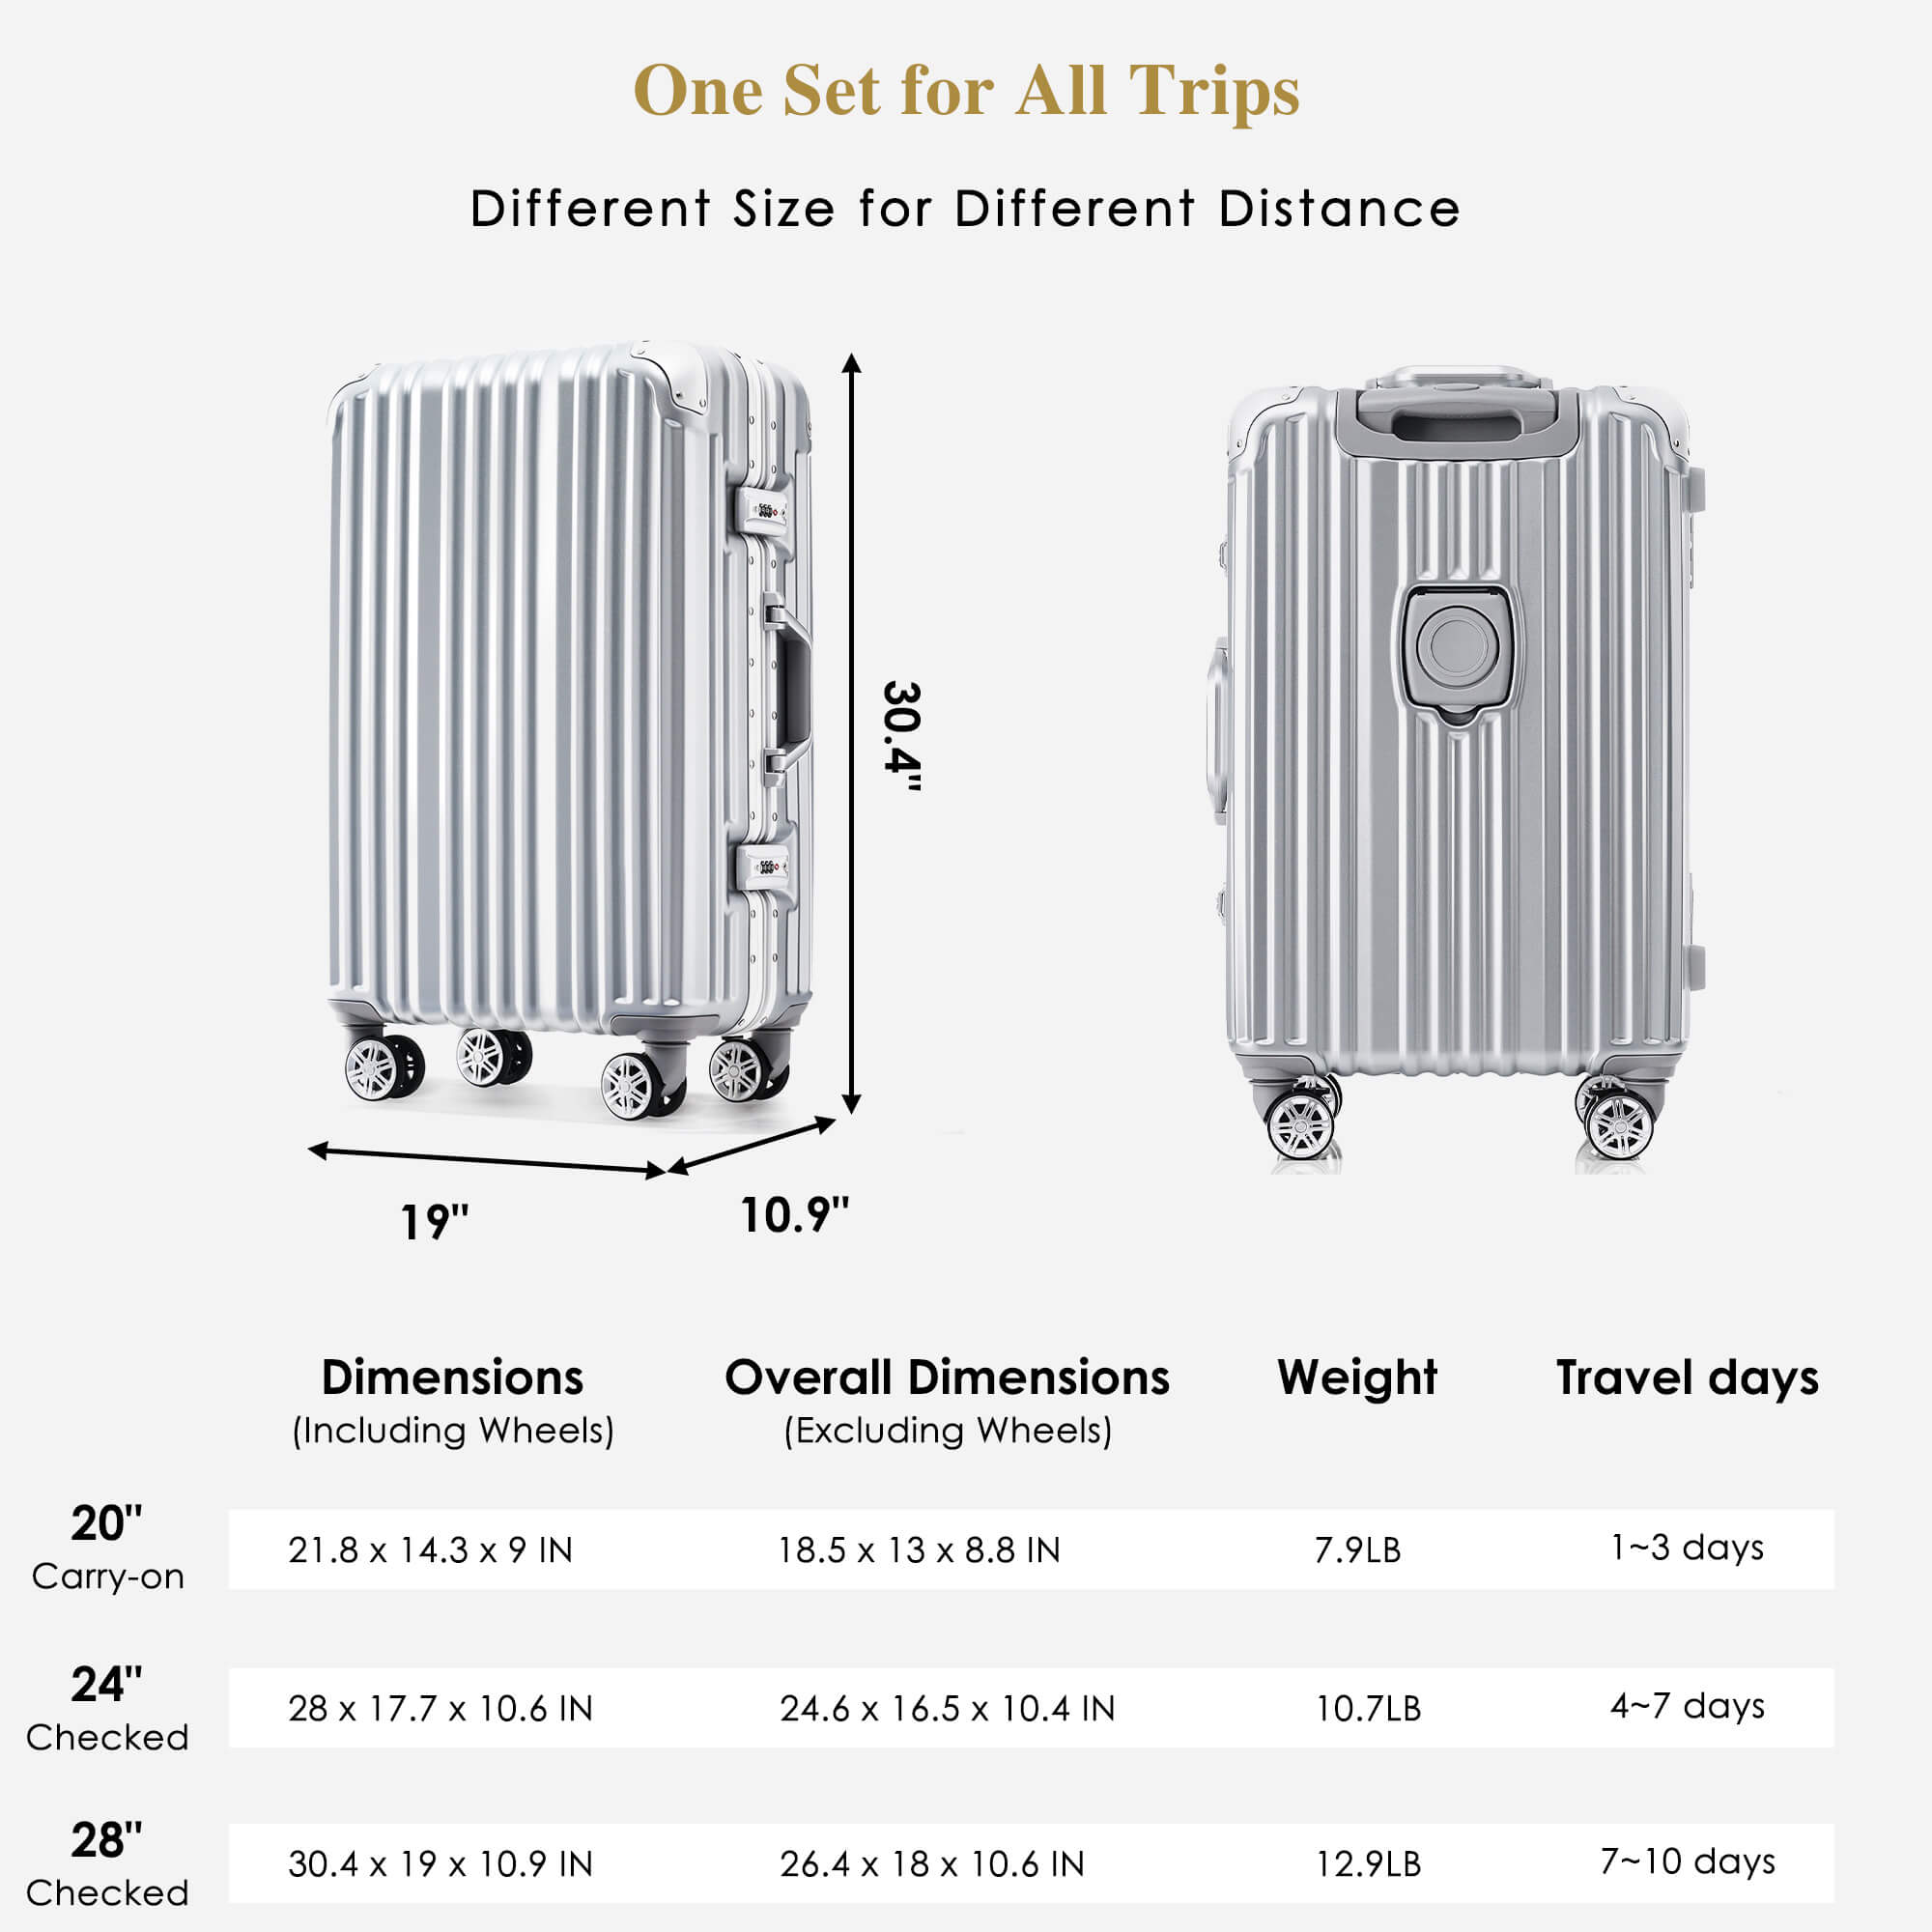 One Set for All Trips
Different Size for Different Distance
30.4"
19"
10.9"
Dimensions
(Including Wheels)
Overall Dimensions
(Excluding Wheels)
Weight
Travel days
20"
Carry-on
21.8 x 14.3 x 9 IN
18.5 x 13 x 8.8 IN
7.9LB
1~3 days
24"
Checked
28 x 17.7 x 10.6 IN
24.6 x 16.5 x 10.4 IN
10.7LB
4~7 days
28"
Checked
30.4 x 19 x 10.9 IN
26.4 x 18 x 10.6 IN
12.9LB
7~10 days